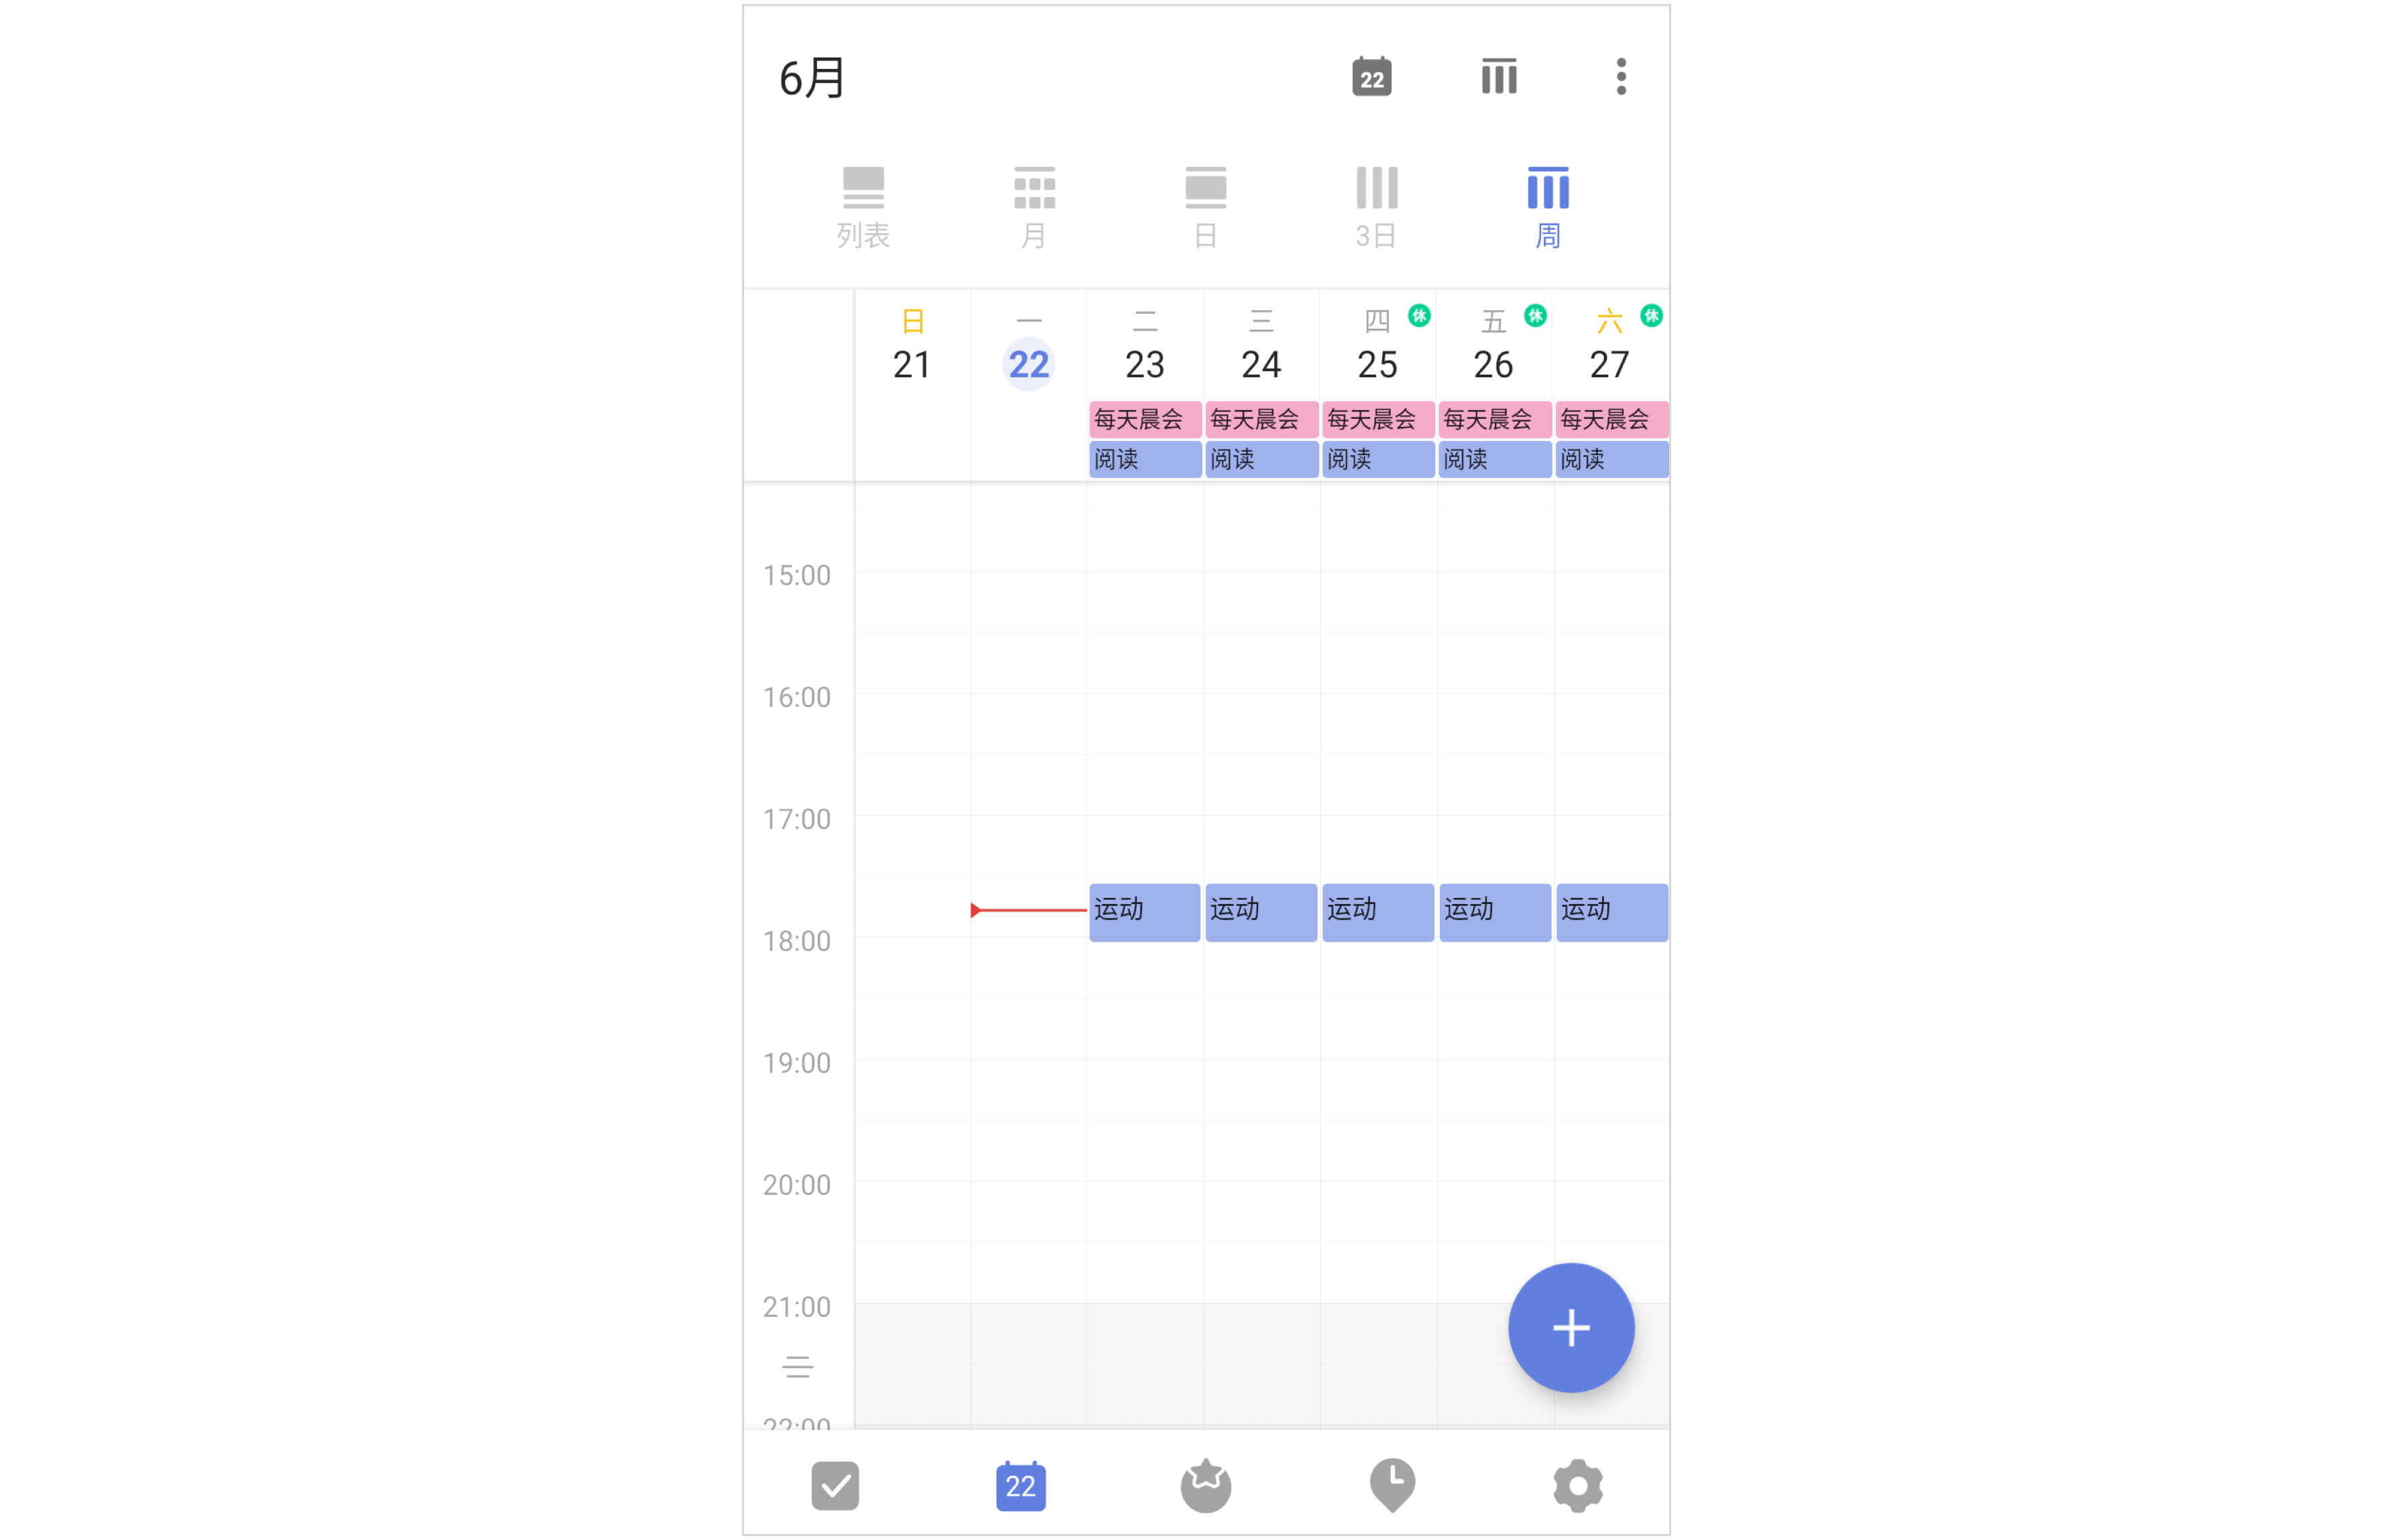 6月
22
列表 月 日 3日 周
日 一 二 三 四 休 五 休 六 休
21 22 23 24 25 26 27
每天晨会 每天晨会 每天晨会 每天晨会 每天晨会
阅读 阅读 阅读 阅读 阅读
15:00
16:00
17:00
运动 运动 运动 运动 运动
18:00
19:00
20:00
21:00
22:00
22